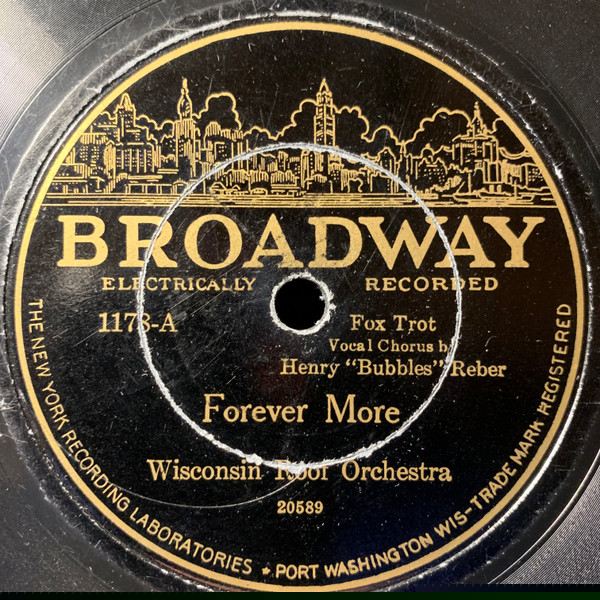 BROADWAY
ELECTRICALLY RECORDED
1178-A
Fox Trot
Vocal Chorus by
Henry "Bubbles" Reber
Forever More
Wisconsin Roof Orchestra
20589
THE NEW YORK RECORDING LABORATORIES ★ PORT WASHINGTON WIS-TRADE MARK REGISTERED